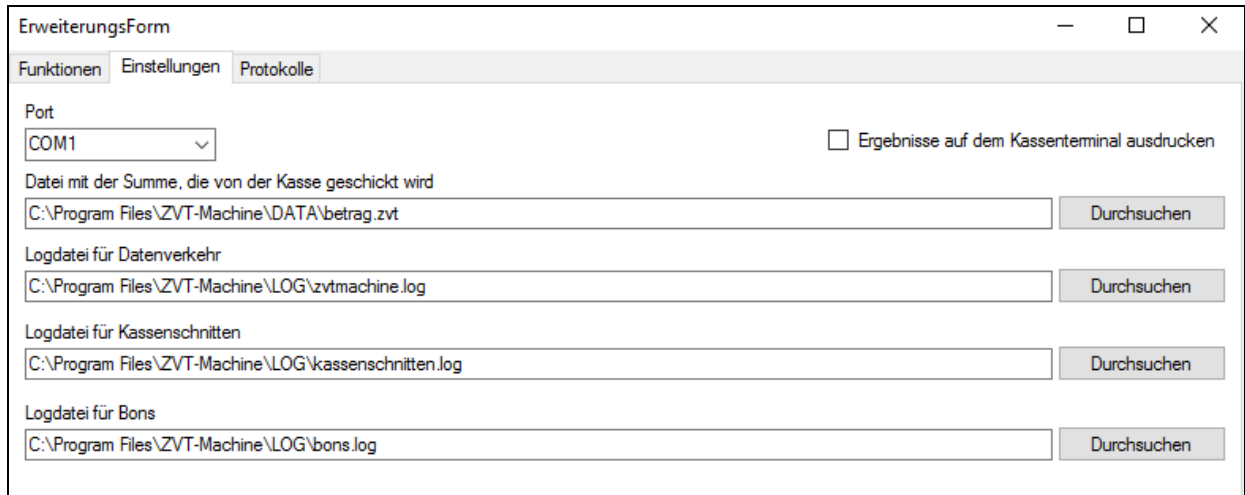 ErweiterungsForm
Funktionen Einstellungen Protokolle
Port
COM1
Ergebnisse auf dem Kassenterminal ausdrucken
Datei mit der Summe, die von der Kasse geschickt wird
C:\Program Files\ZVT-Machine\DATA\betrag.zvt Durchsuchen
Logdatei für Datenverkehr
C:\Program Files\ZVT-Machine\LOG\zvtmachine.log Durchsuchen
Logdatei für Kassenschnitten
C:\Program Files\ZVT-Machine\LOG\kassenschnitten.log Durchsuchen
Logdatei für Bons
C:\Program Files\ZVT-Machine\LOG\bons.log Durchsuchen